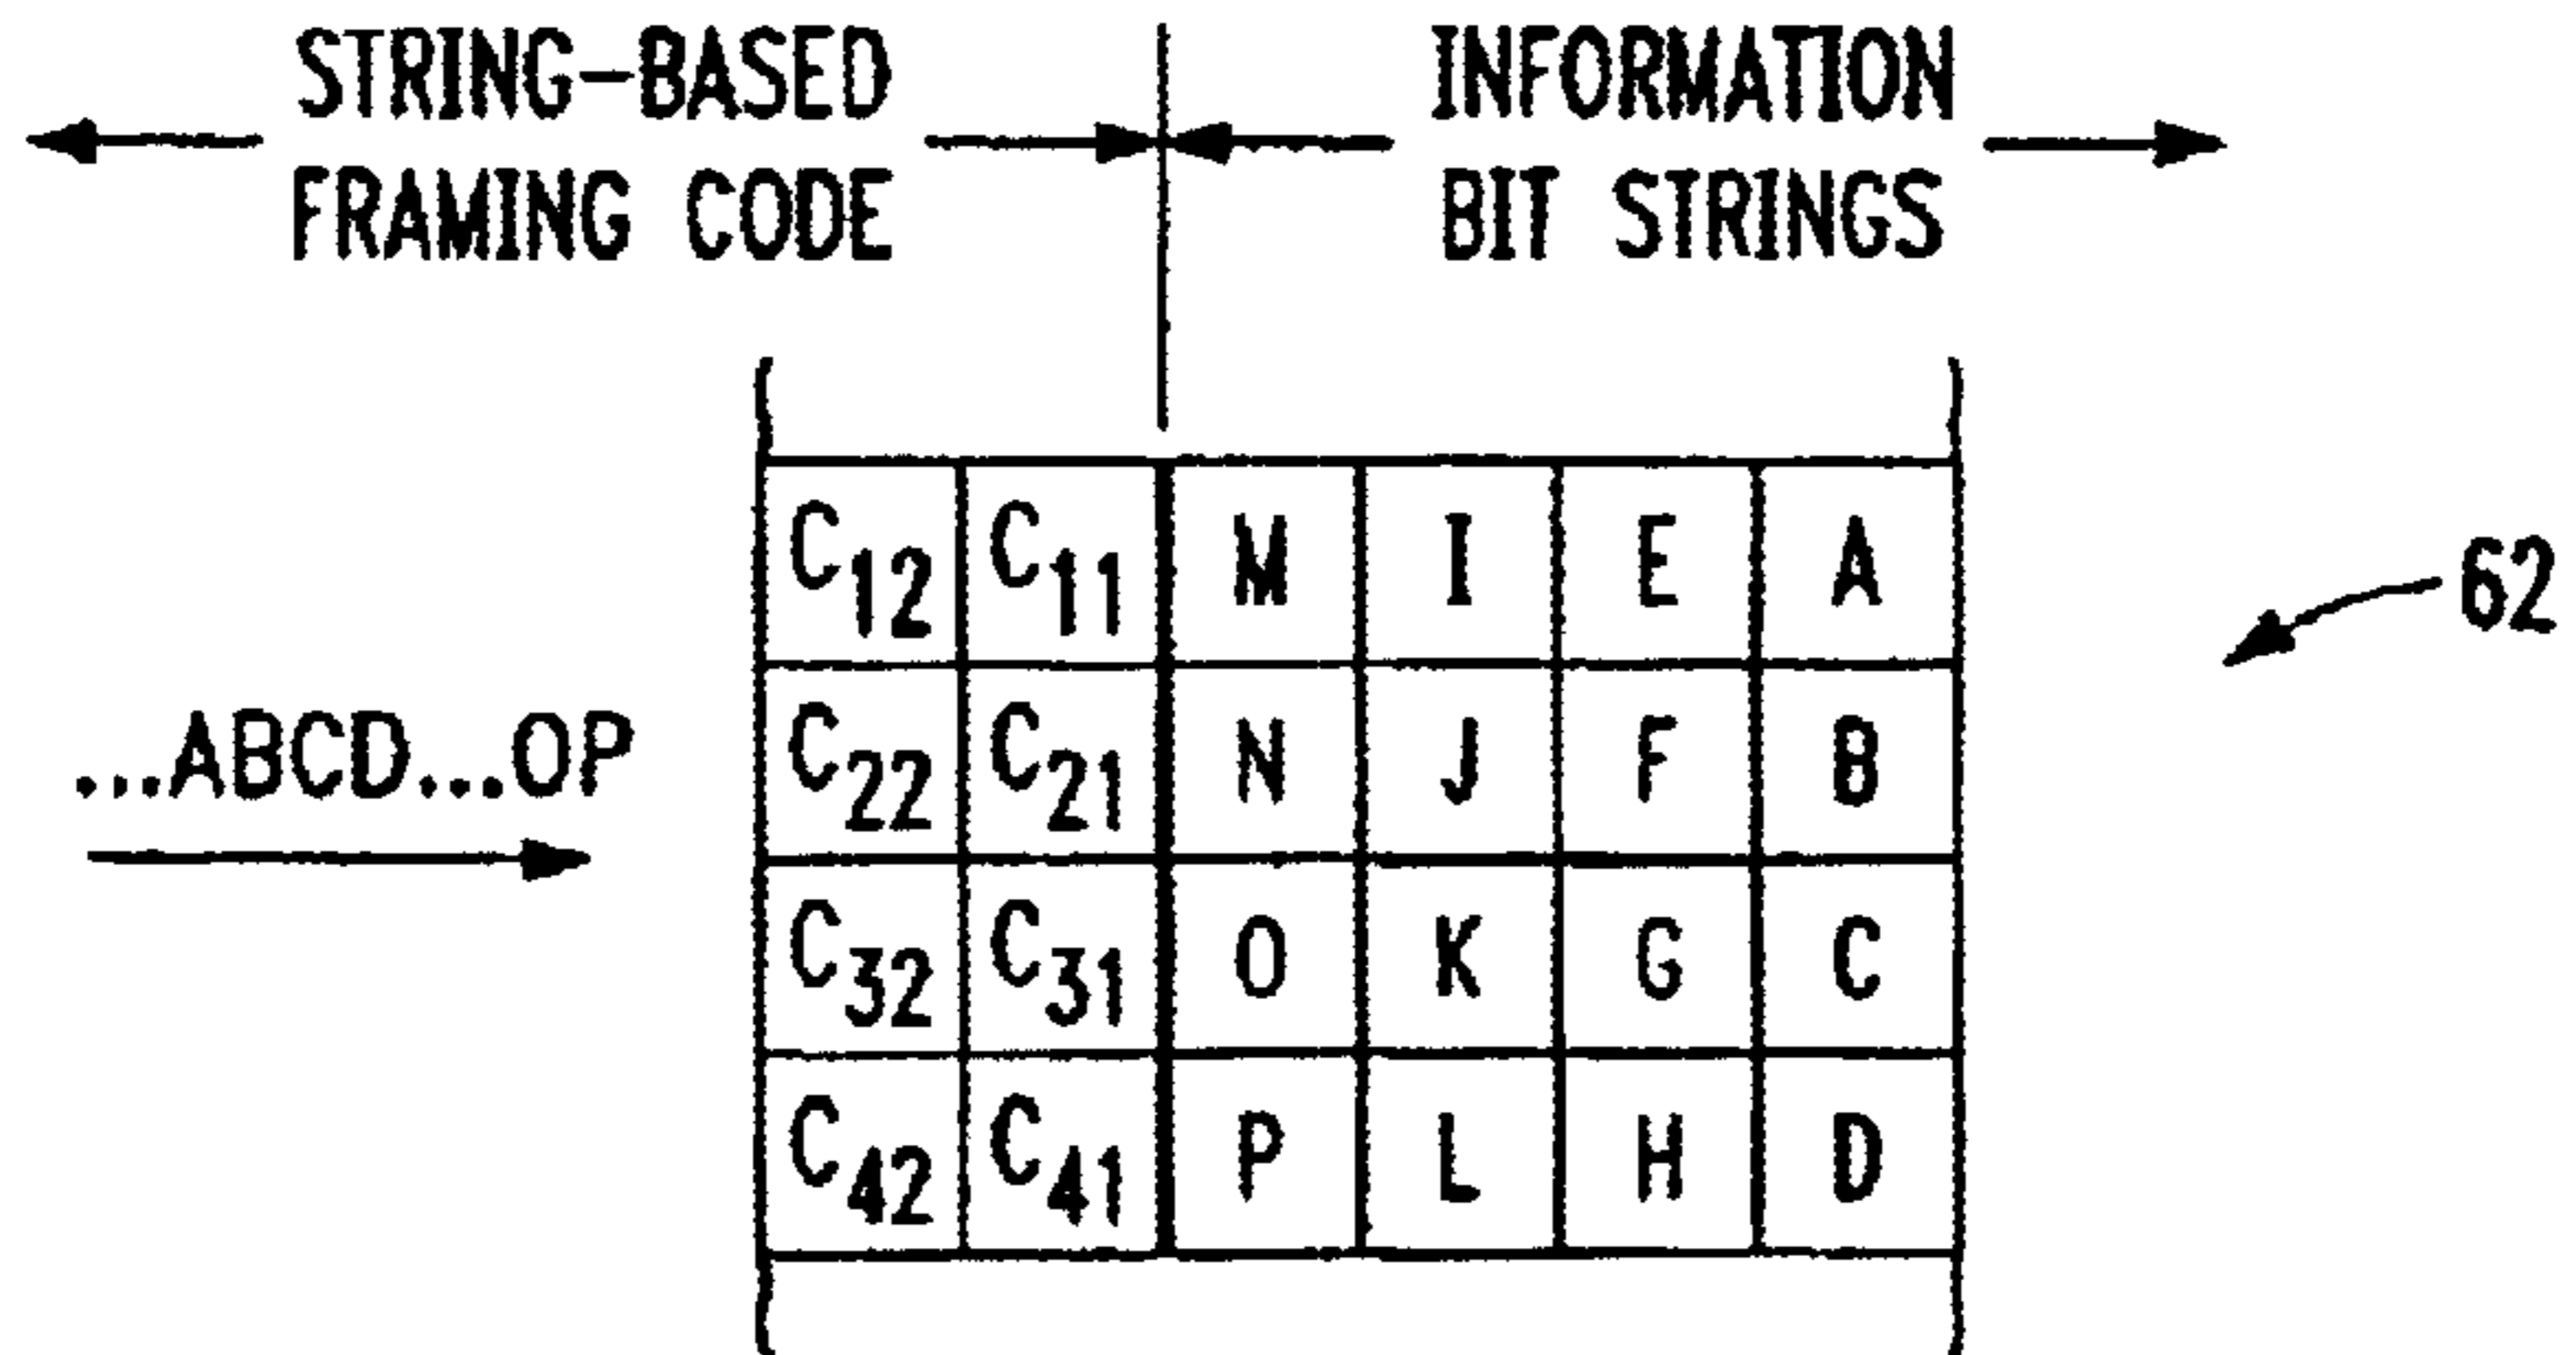 STRING-BASED
FRAMING CODE
INFORMATION
BIT STRINGS
C12 C11 M I E A
62
...ABCD...OP
C22 C21 N J F B
C32 C31 O K G C
C42 C41 P L H D